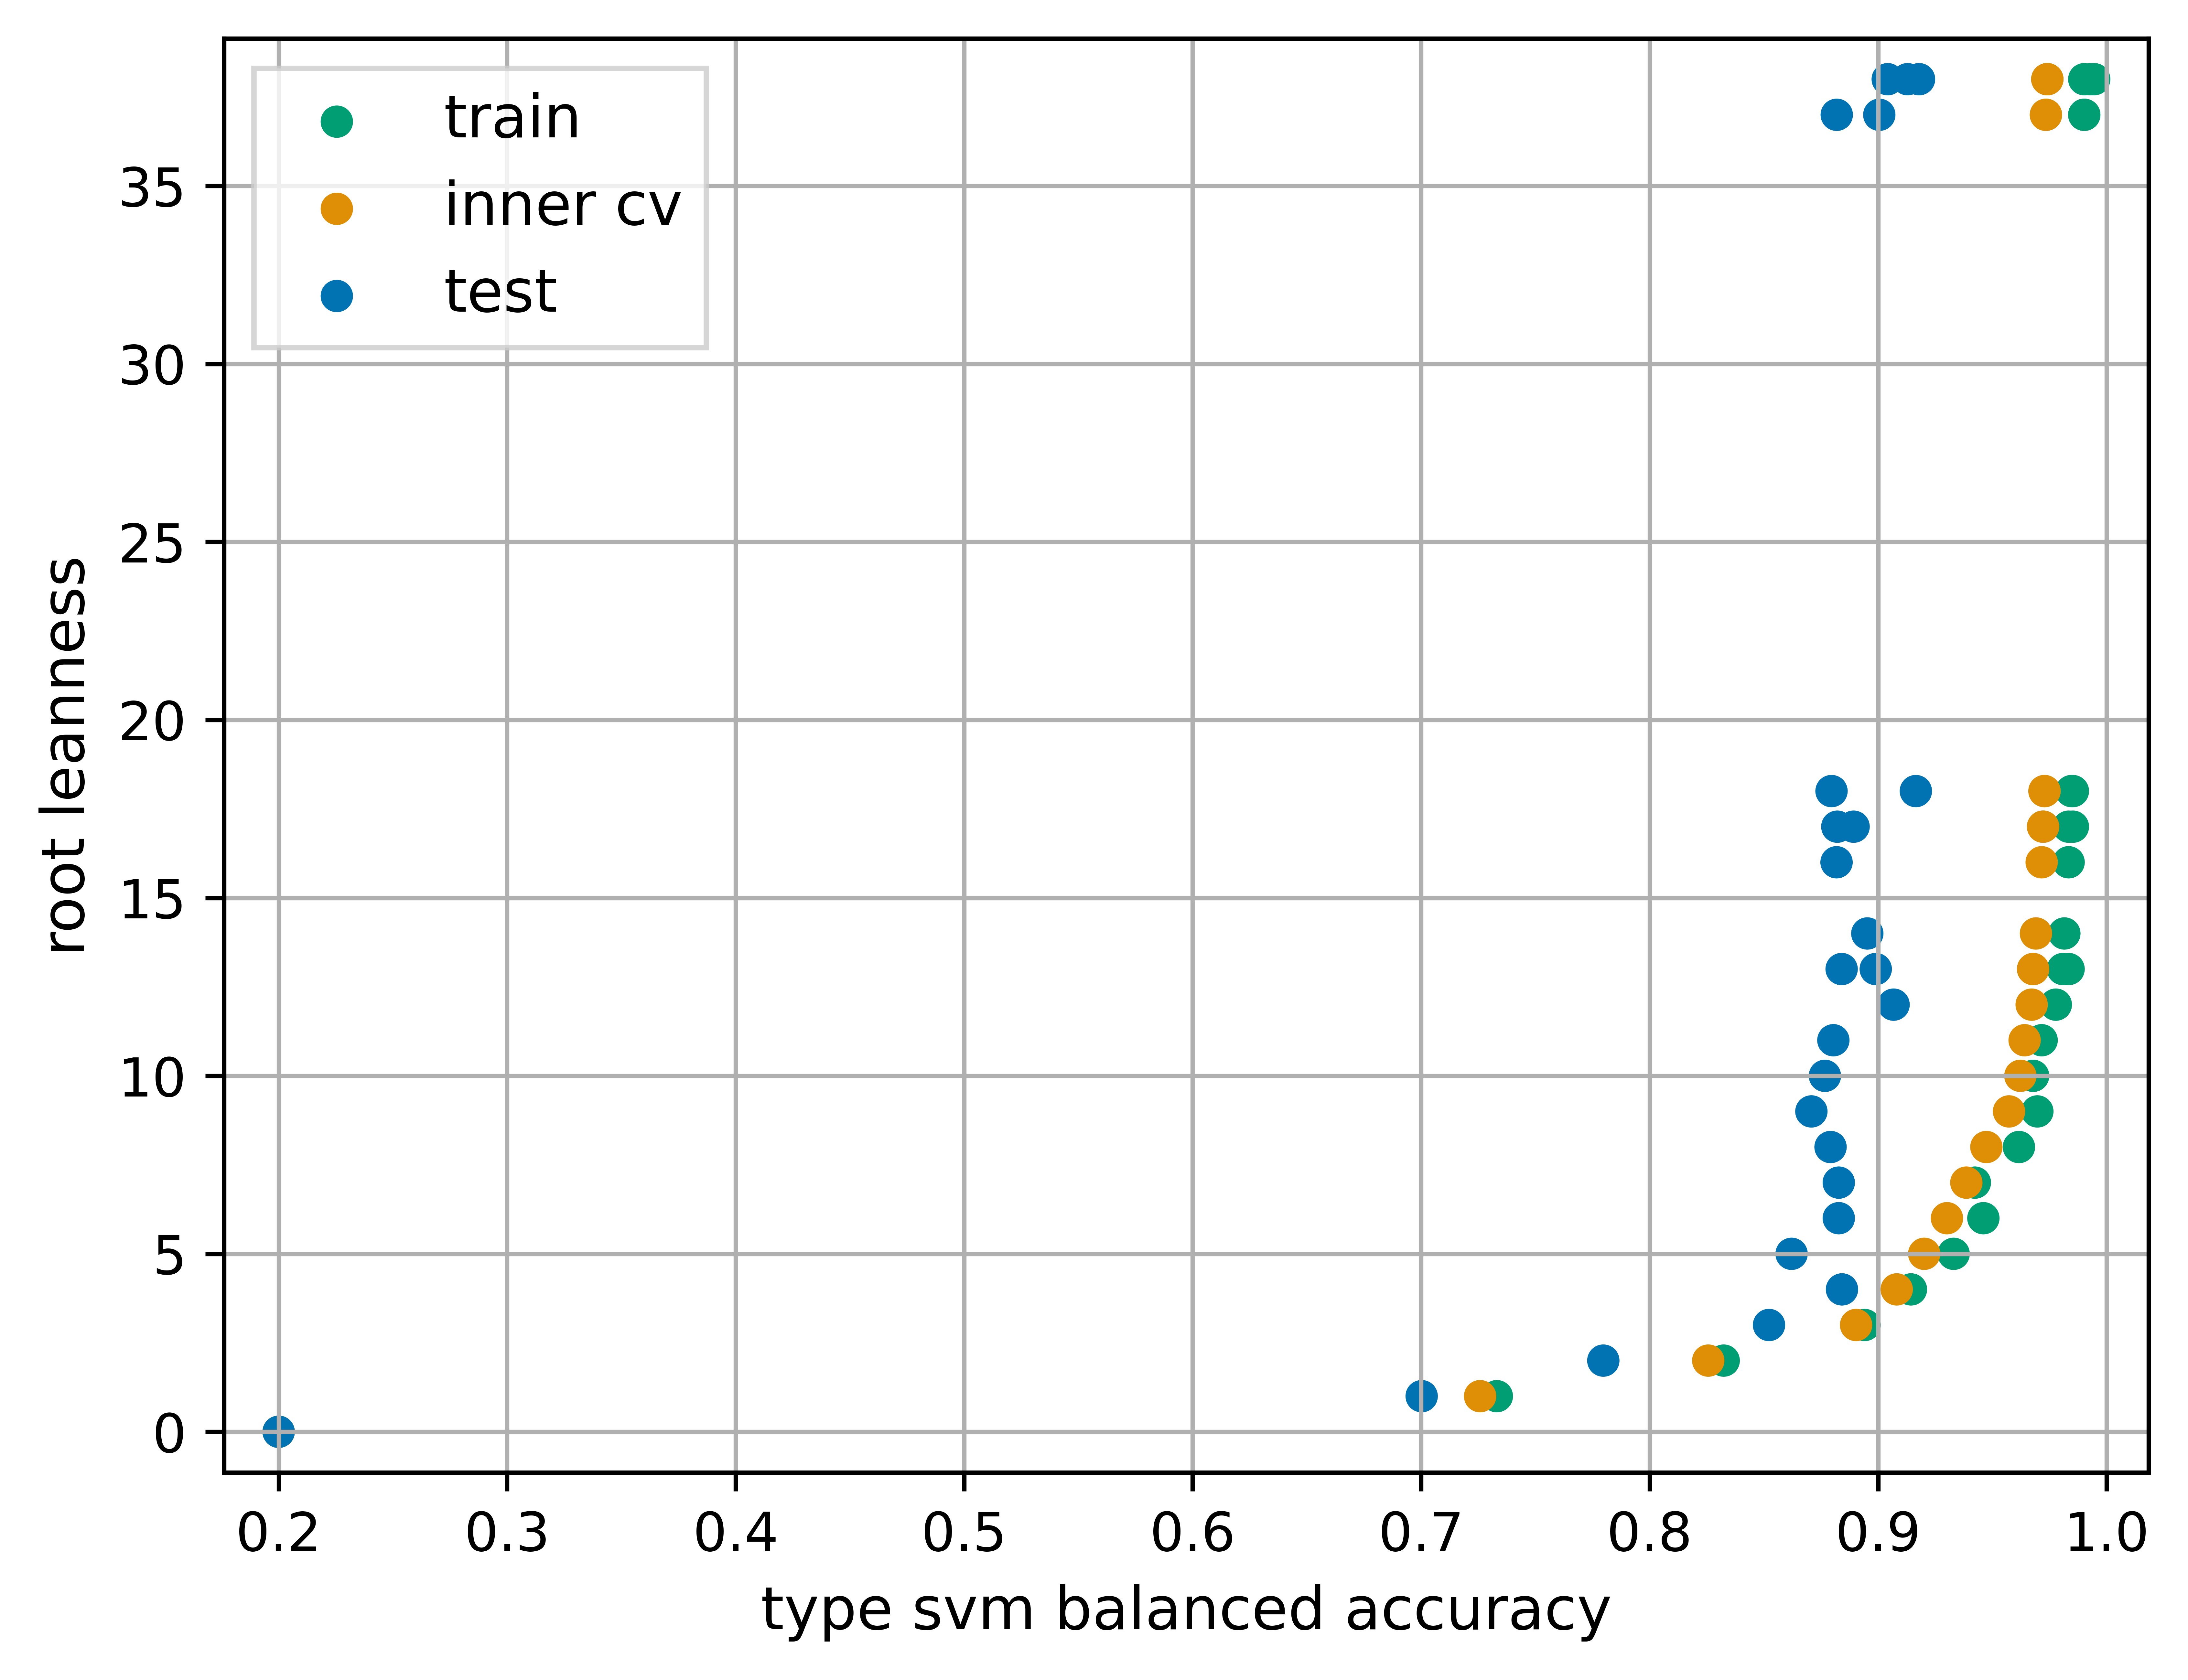 train
inner cv
test
35
30
25
20
15
10
5
0
root leanness
0.2 0.3 0.4 0.5 0.6 0.7 0.8 0.9 1.0
type svm balanced accuracy